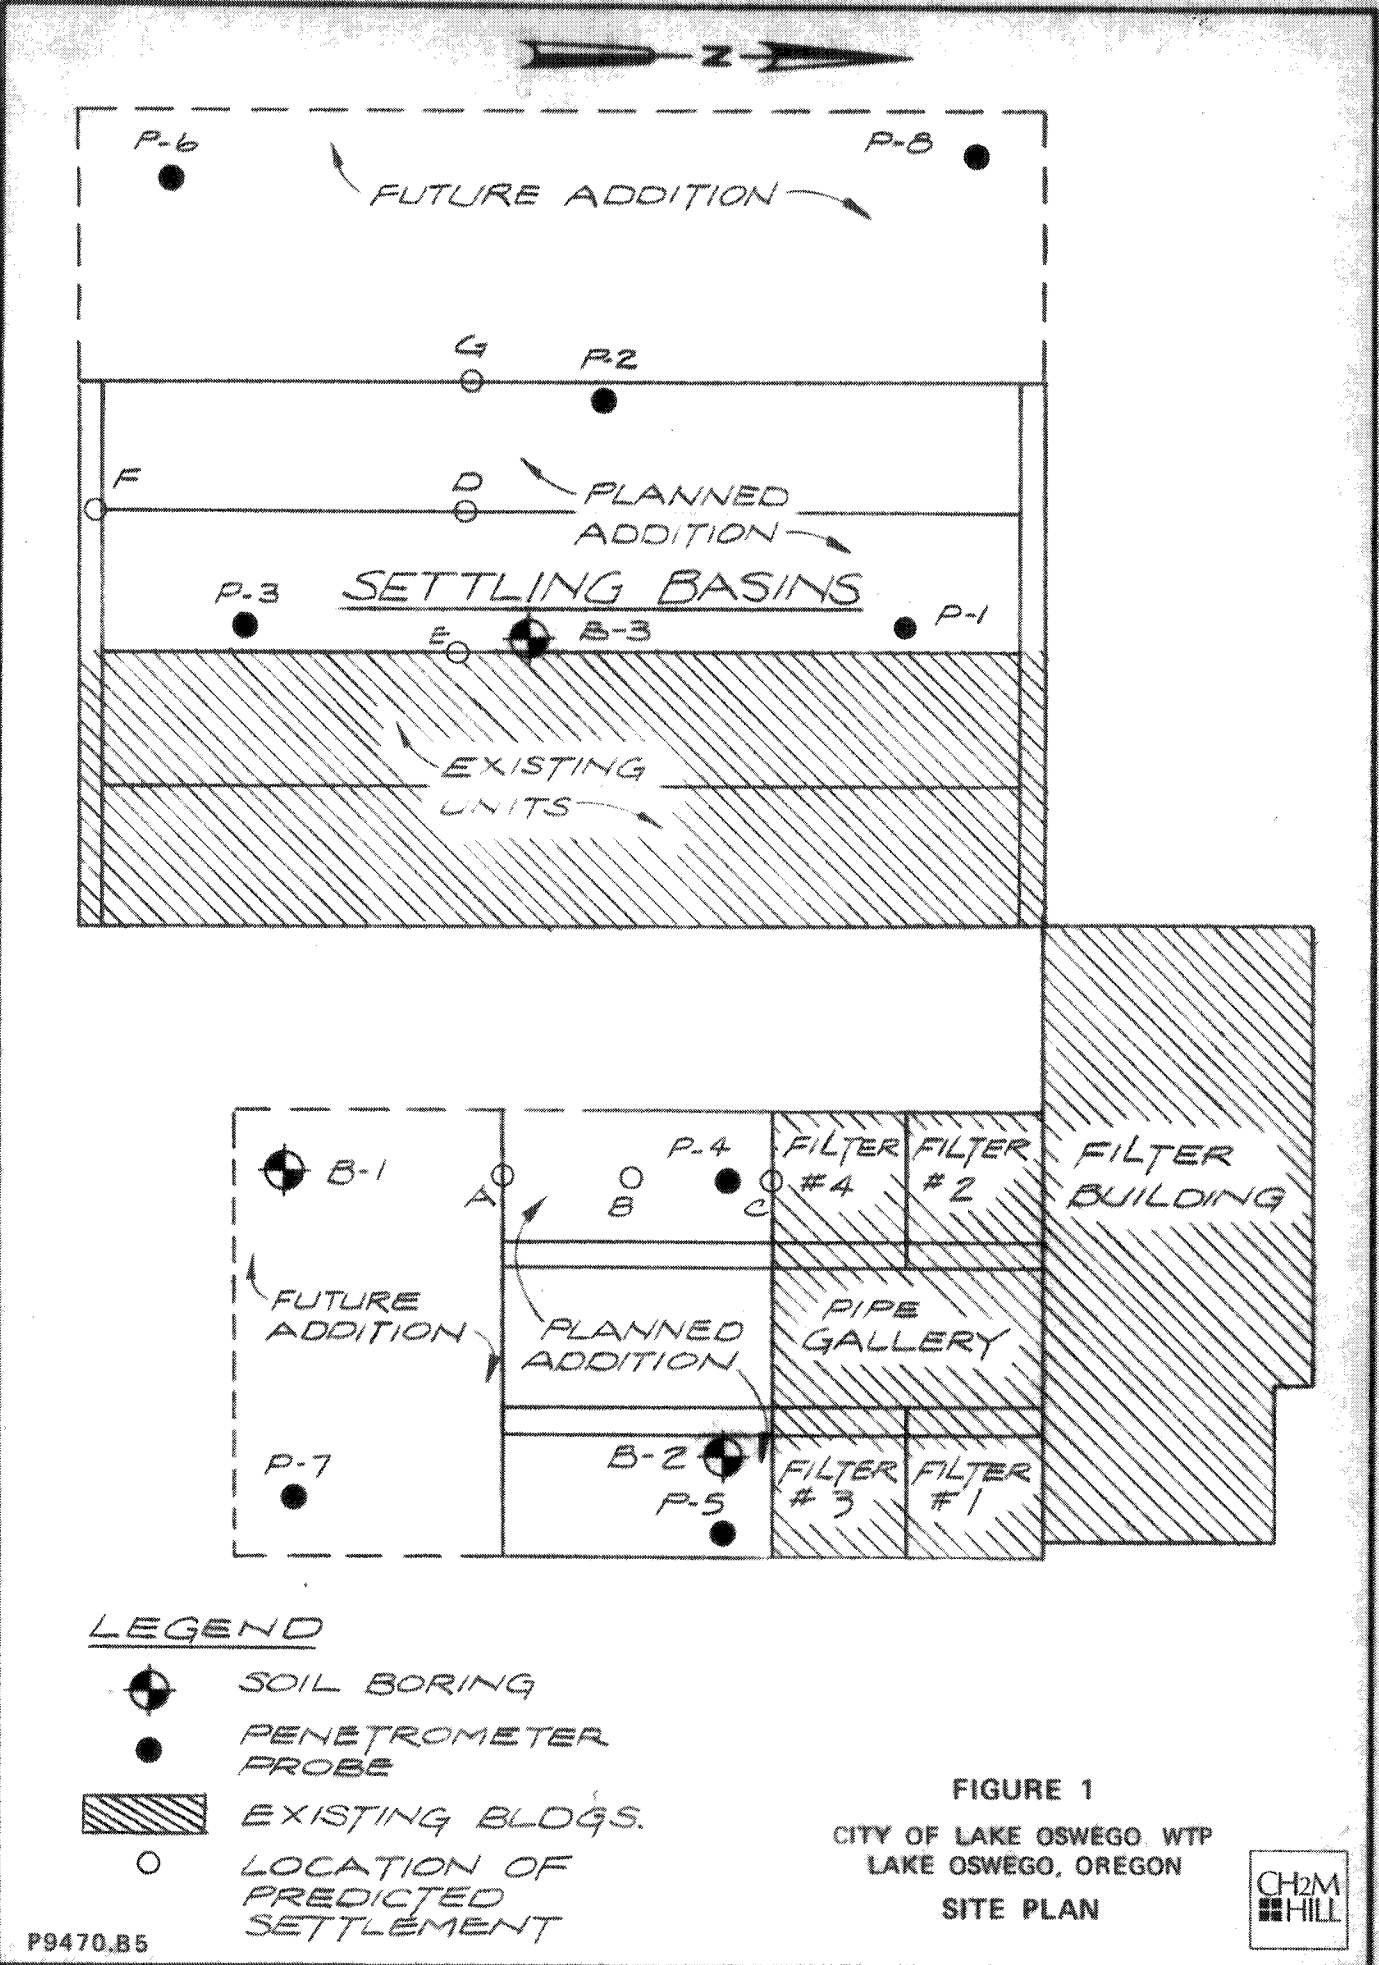 N
P-6
P-8
FUTURE ADDITION
G
P-2
F
D
PLANNED
ADDITION
SETTLING BASINS
P-3
P-1
E
B-3
EXISTING
UNITS
B-1
A
B
P-4
C
FILTER
#4
FILTER
#2
FILTER
BUILDING
FUTURE
ADDITION
PLANNED
ADDITION
PIPE
GALLERY
P-7
B-2
P-5
FILTER
#3
FILTER
#1
LEGEND
SOIL BORING
PENETROMETER
PROBE
EXISTING BLDGS.
LOCATION OF
PREDICTED
SETTLEMENT
FIGURE 1
CITY OF LAKE OSWEGO WTP
LAKE OSWEGO, OREGON
SITE PLAN
CH2M
HILL
P9470.B5